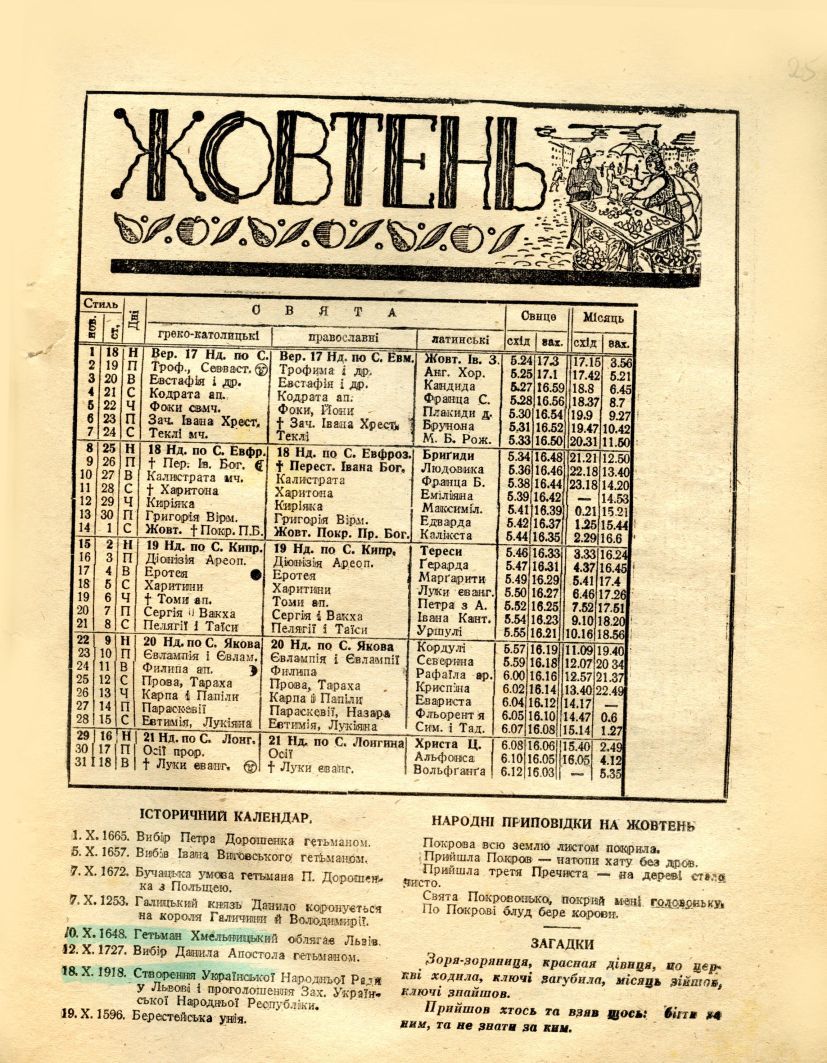 25
ЖОВТЕНЬ
Стиль
нов.
ст.
Дні
СВЯТА
греко-католицькі
православні
латинські
Свнце
схід вах.
Місяць
схід вах.
1 18 Н Вер. 17 Нд. по С. Вер. 17 Нд. по С. Евм. Жовт. Ів. З. 5.24 17.3 17.15 3.56
2 19 П Троф., Севваст. Трофима і др. Анг. Хор. 5.25 17.1 17.42 5.21
3 20 В Евстафія і др. Евстафія і др. Кандида 5.27 16.59 18.8 6.45
4 21 С Кодрата ап. Кодрата ап. Франца С. 5.28 16.56 18.37 8.7
5 22 Ч Фоки свмч. Фоки, Йони Плакиди д. 5.30 16.54 19.9 9.27
6 23 П Зач. Івана Хрест. † Зач. Івана Хрест. Брунона 5.31 16.52 19.47 10.42
7 24 С Теклі мч. Теклі М. Б. Рож. 5.33 16.50 20.31 11.50
8 25 Н 18 Нд. по С. Евфр. 18 Нд. по С. Евфроз. Бриґиди 5.34 16.48 21.21 12.50
9 26 П † Пер. Ів. Бог. † Перест. Івана Бог. Людовика 5.36 16.46 22.18 13.40
10 27 В Калистрата мч. Калистрата Франца Б. 5.38 16.44 23.18 14.20
11 28 С † Харитона Харитона Еміліяна 5.39 16.42 — 14.53
12 29 Ч Киріяка Киріяка Максиміл. 5.41 16.39 0.21 15.21
13 30 П Григорія Вірм. Григорія Вірм. Едварда 5.42 16.37 1.25 15.44
14 1 С Жовт. † Покр. П.Б. Жовт. Покр. Пр. Бог. Калікста 5.44 16.35 2.29 16.6
15 2 Н 19 Нд. по С. Кипр. 19 Нд. по С. Кипр. Тереси 5.46 16.33 3.33 16.24
16 3 П Діонізія Ареоп. Діонізія Ареоп. Ґерарда 5.47 16.31 4.37 16.45
17 4 В Еротея Еротея Марґарити 5.49 16.29 5.41 17.4
18 5 С Харитини Харитини Луки еванг. 5.50 16.27 6.46 17.26
19 6 Ч † Томи ап. Томи ап. Петра з А. 5.52 16.25 7.52 17.51
20 7 П Сергія і Вакха Сергія і Вакха Івана Кант. 5.54 16.23 9.10 18.20
21 8 С Пелягії і Таїси Пелягії і Таїси Уршулі 5.55 16.21 10.16 18.56
22 9 Н 20 Нд. по С. Якова 20 Нд. по С. Якова Кордулі 5.57 16.19 11.09 19.40
23 10 П Євлампія і Євлам. Євлампія і Євлампії Северина 5.59 16.18 12.07 20 34
24 11 В Филипа ап. Филипа Рафаїла ар. 6.00 16.16 12.57 21.37
25 12 С Прова, Тараха Прова, Тараха Криспіна 6.02 16.14 13.40 22.49
26 13 Ч Карпа і Папіли Карпа й Папіли Евариста 6.04 16.12 14.17 —
27 14 П Параскевії Параскевії, Назара Фльорент я 6.05 16.10 14.47 0.6
28 15 С Евтимія, Лукіяна Евтимія, Лукіяна Сим. і Тад. 6.07 16.08 15.14 1.27
29 16 Н 21 Нд. по С. Лонг. 21 Нд. по С. Лонгина Христа Ц. 6.08 16.06 15.40 2.49
30 17 П Осії прор. Осії Альфонса 6.10 16.05 16.05 4.12
31 18 В † Луки еванг. † Луки еванг. Вольфґанґа 6.12 16.03 — 5.35
ІСТОРИЧНИЙ КАЛЕНДАР.
1. X. 1665. Вибір Петра Дорошенка гетьманом.
5. X. 1657. Вибів Івана Виговського гетьманом.
7. X. 1672. Бучацька умова гетьмана П. Дорошен-
ка з Польщею.
7. X. 1253. Галицький князь Данило коронується
на короля Галичини й Володимирії.
10. X. 1648. Гетьман Хмельницький облягає Львів.
12. X. 1727. Вибір Данила Апостола гетьманом.
18. X. 1918. Створення Української Народньої Ради
у Львові і проголошення Зах. Україн-
ської Народньої Республіки.
19. X. 1596. Берестейська унія.
НАРОДНІ ПРИПОВІДКИ НА ЖОВТЕНЬ
Покрова всю землю листом покрила.
Прийшла Покров — натопи хату без дров.
Прийшла третя Пречиста — на дереві стало
чисто.
Свята Покровонько, покрий мені головоньку.
По Покрові блуд бере корови.
ЗАГАДКИ
Зоря-зоряниця, красная дівиця, по цер-
кві ходила, ключі загубила, місяць зійшов,
ключі знайшов.
Прийшов хтось та взяв щось: бігти за
ним, та не знати за ким.